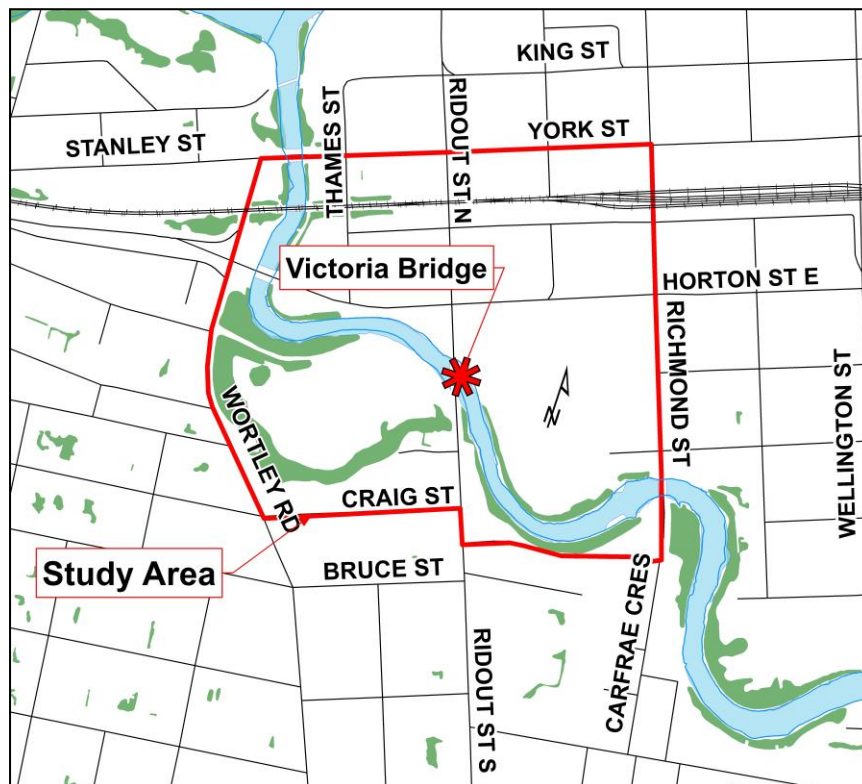 KING ST
YORK ST
STANLEY ST
THAMES ST
RIDOUT ST N
Victoria Bridge
HORTON ST E
RICHMOND ST
WELLINGTON ST
WORTLEY RD
N
CRAIG ST
Study Area
BRUCE ST
RIDOUT ST S
CARFRAE CRES